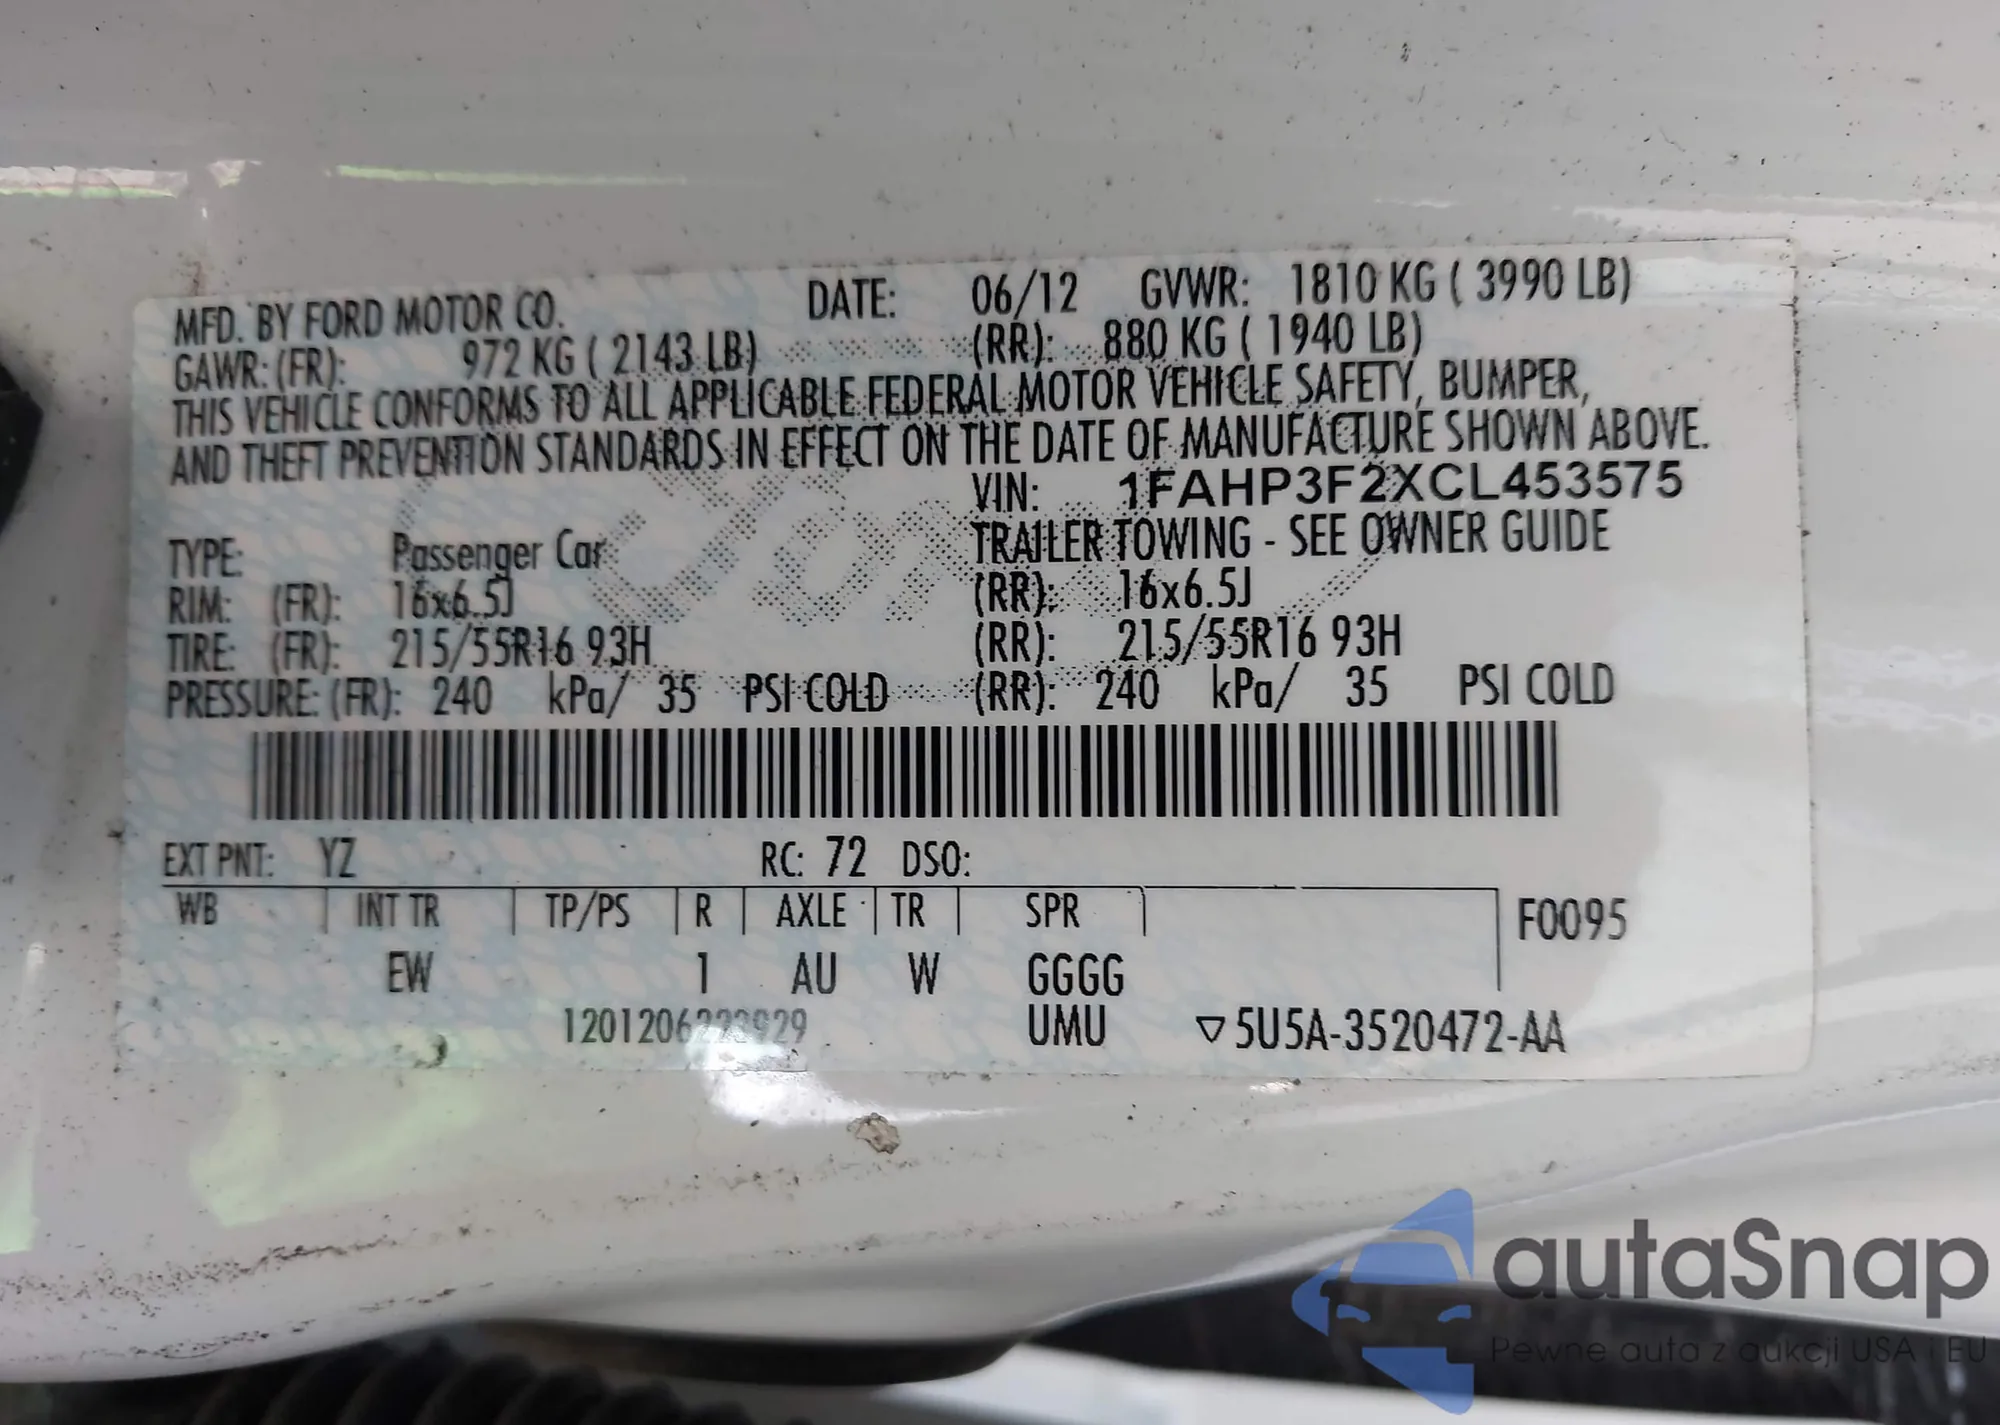 MFD. BY FORD MOTOR CO. DATE: 06/12 GVWR: 1810 KG ( 3990 LB)
GAWR: (FR): 972 KG ( 2143 LB) (RR): 880 KG ( 1940 LB)
THIS VEHICLE CONFORMS TO ALL APPLICABLE FEDERAL MOTOR VEHICLE SAFETY, BUMPER,
AND THEFT PREVENTION STANDARDS IN EFFECT ON THE DATE OF MANUFACTURE SHOWN ABOVE.
VIN: 1FAHP3F2XCL453575
TYPE: Passenger Car TRAILER TOWING - SEE OWNER GUIDE
RIM: (FR): 16x6.5J (RR): 16x6.5J
TIRE: (FR): 215/55R16 93H (RR): 215/55R16 93H
PRESSURE: (FR): 240 kPa/ 35 PSI COLD (RR): 240 kPa/ 35 PSI COLD
EXT PNT: YZ RC: 72 DSO:
WB INT TR TP/PS R AXLE TR SPR F0095
EW 1 AU W GGGG
UMU ▽5U5A-3520472-AA
autaSnap
Pewne auta z aukcji USA i EU